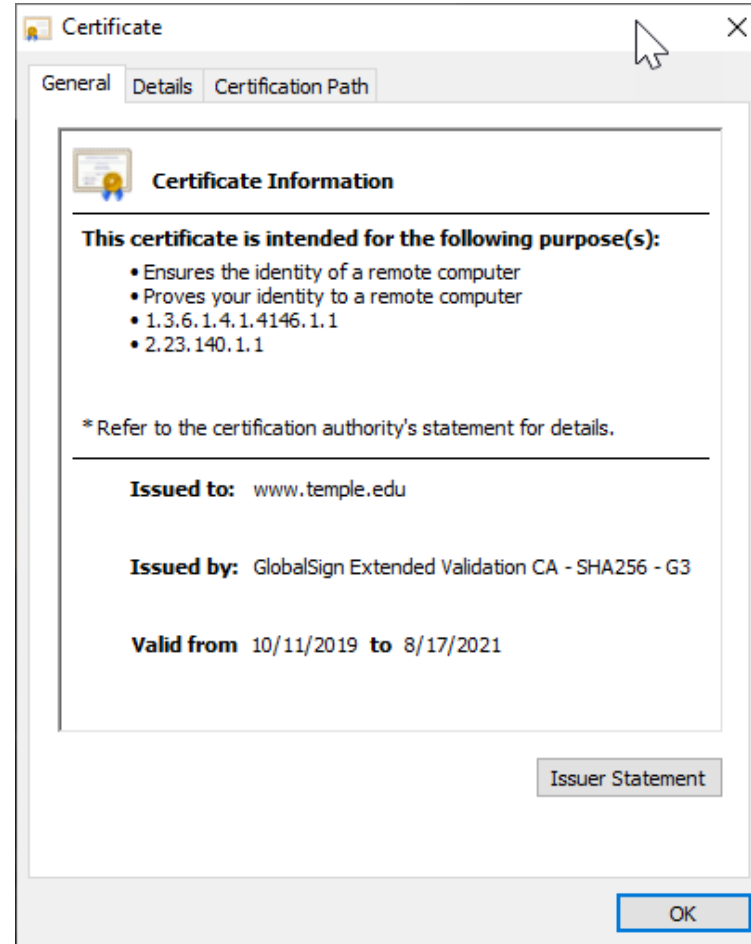 Certificate
General Details Certification Path
Certificate Information
This certificate is intended for the following purpose(s):
• Ensures the identity of a remote computer
• Proves your identity to a remote computer
• 1.3.6.1.4.1.4146.1.1
• 2.23.140.1.1
* Refer to the certification authority's statement for details.
Issued to: www.temple.edu
Issued by: GlobalSign Extended Validation CA - SHA256 - G3
Valid from 10/11/2019 to 8/17/2021
Issuer Statement
OK